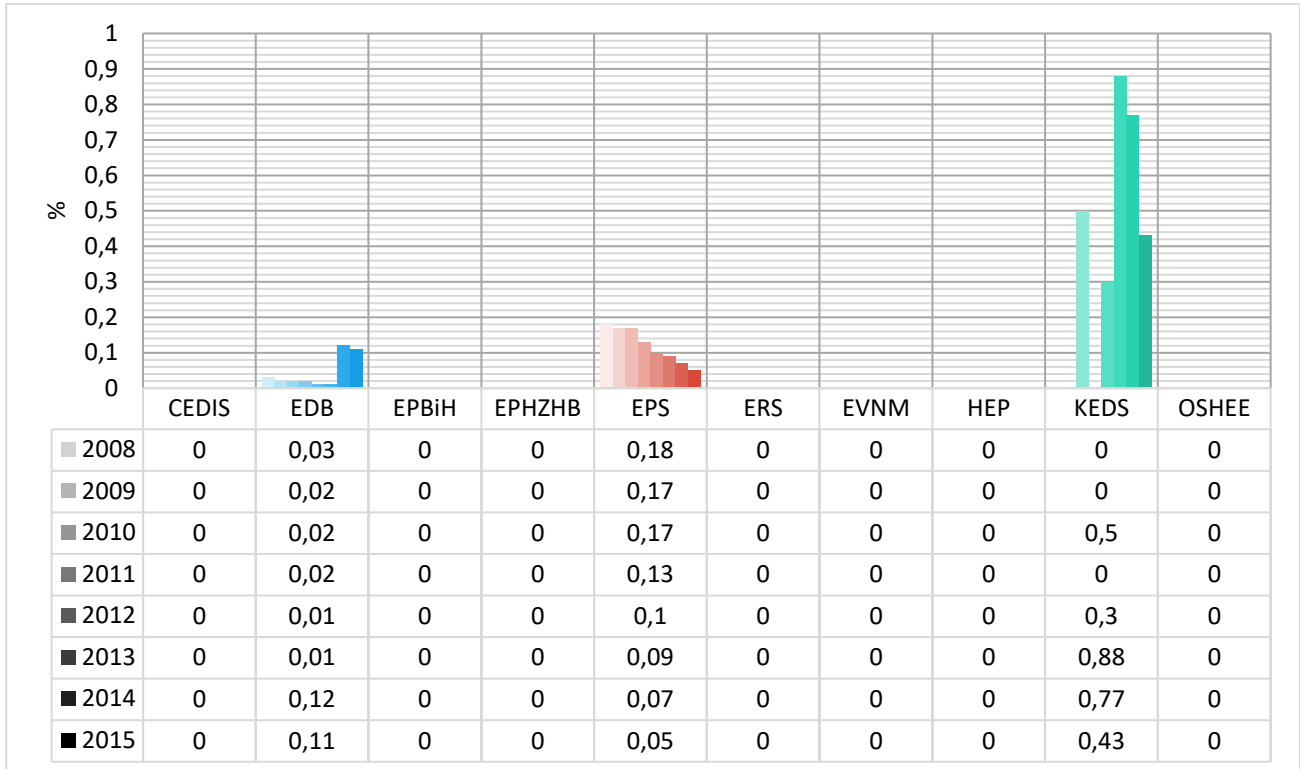 1
0,9
0,8
0,7
0,6
0,5
0,4
0,3
0,2
0,1
0
%
CEDIS EDB EPBiH EPHZHB EPS ERS EVNM HEP KEDS OSHEE
2008 0 0,03 0 0 0,18 0 0 0 0 0
2009 0 0,02 0 0 0,17 0 0 0 0 0
2010 0 0,02 0 0 0,17 0 0 0 0,5 0
2011 0 0,02 0 0 0,13 0 0 0 0 0
2012 0 0,01 0 0 0,1 0 0 0 0,3 0
2013 0 0,01 0 0 0,09 0 0 0 0,88 0
2014 0 0,12 0 0 0,07 0 0 0 0,77 0
2015 0 0,11 0 0 0,05 0 0 0 0,43 0